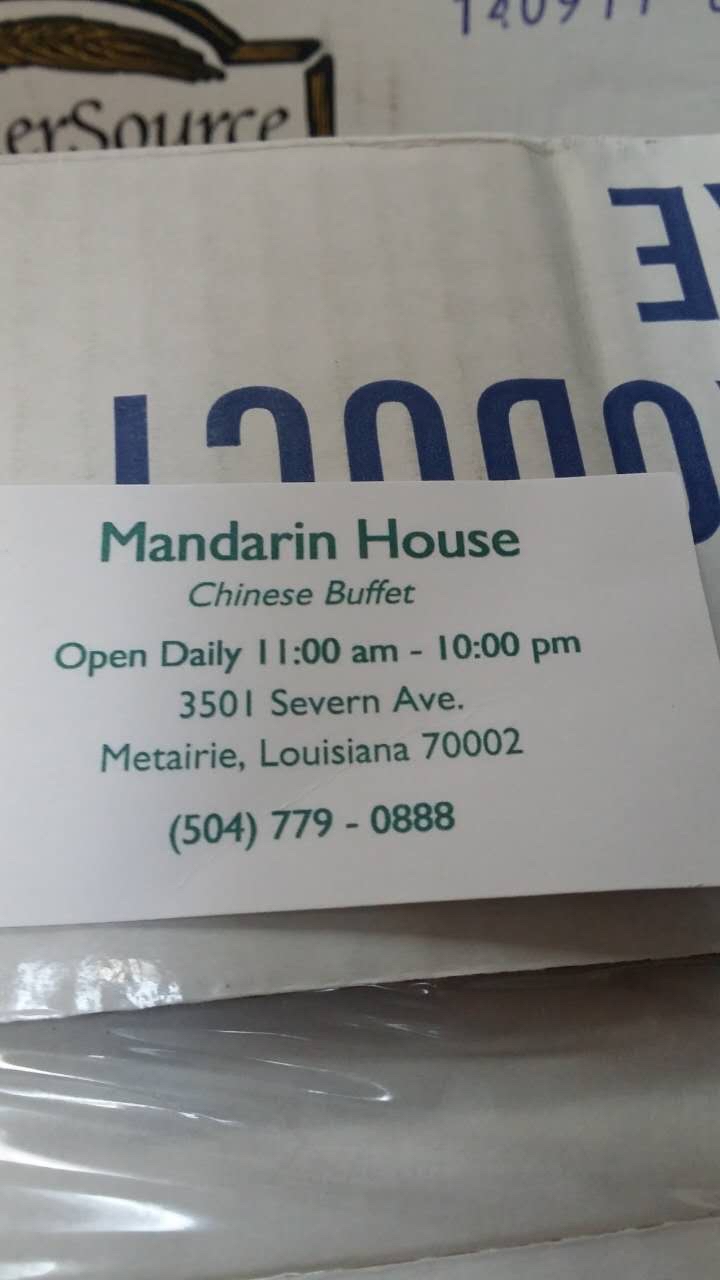 erSource
Mandarin House
Chinese Buffet
Open Daily 11:00 am - 10:00 pm
3501 Severn Ave.
Metairie, Louisiana 70002
(504) 779 - 0888